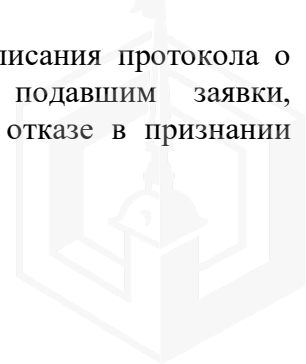 писания протокола о
подавшим заявки,
отказе в признании